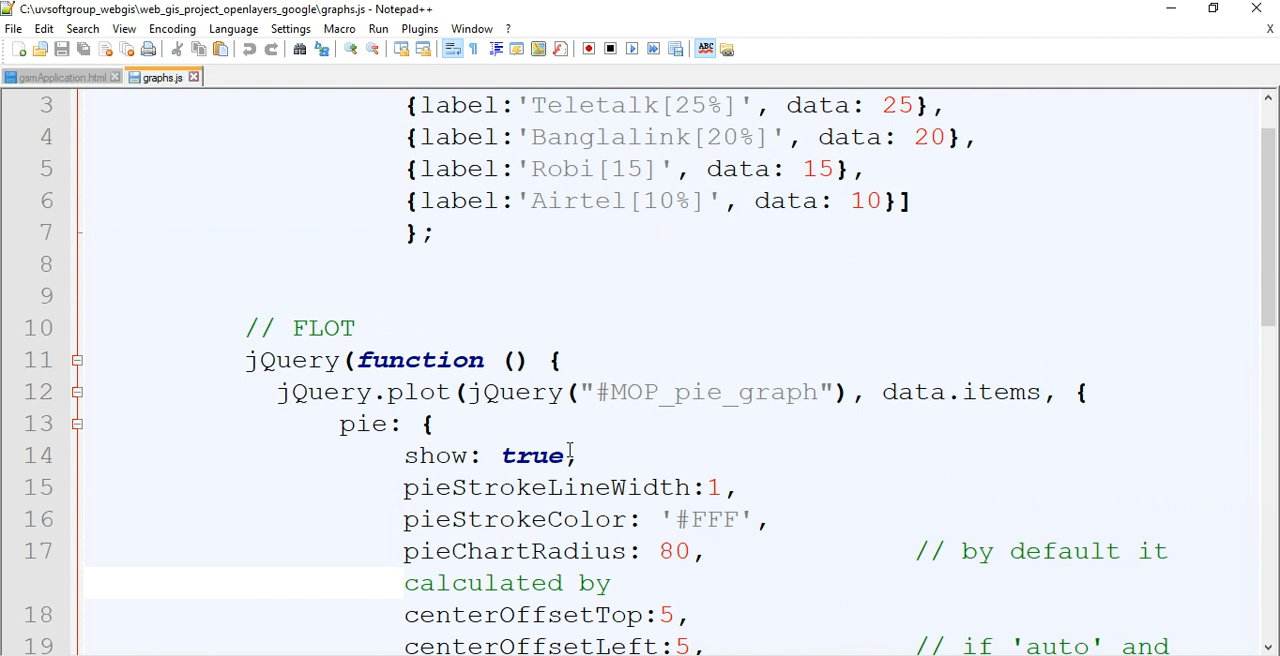 C:\uvsoftgroup_webgis\web_gis_project_openlayers_google\graphs.js - Notepad++
File Edit Search View Encoding Language Settings Macro Run Plugins Window ?
X
ABC
gsmApplication.html graphs.js
3 {label:'Teletalk[25%]', data: 25},
4 {label:'Banglalink[20%]', data: 20},
5 {label:'Robi[15]', data: 15},
6 {label:'Airtel[10%]', data: 10}]
7 };
8
9
10 // FLOT
11 jQuery(function () {
12 jQuery.plot(jQuery("#MOP_pie_graph"), data.items, {
13 pie: {
14 show: true,
15 pieStrokeLineWidth:1,
16 pieStrokeColor: '#FFF',
17 pieChartRadius: 80, // by default it
calculated by
18 centerOffsetTop:5,
19 centerOffsetLeft:5, // if 'auto' and